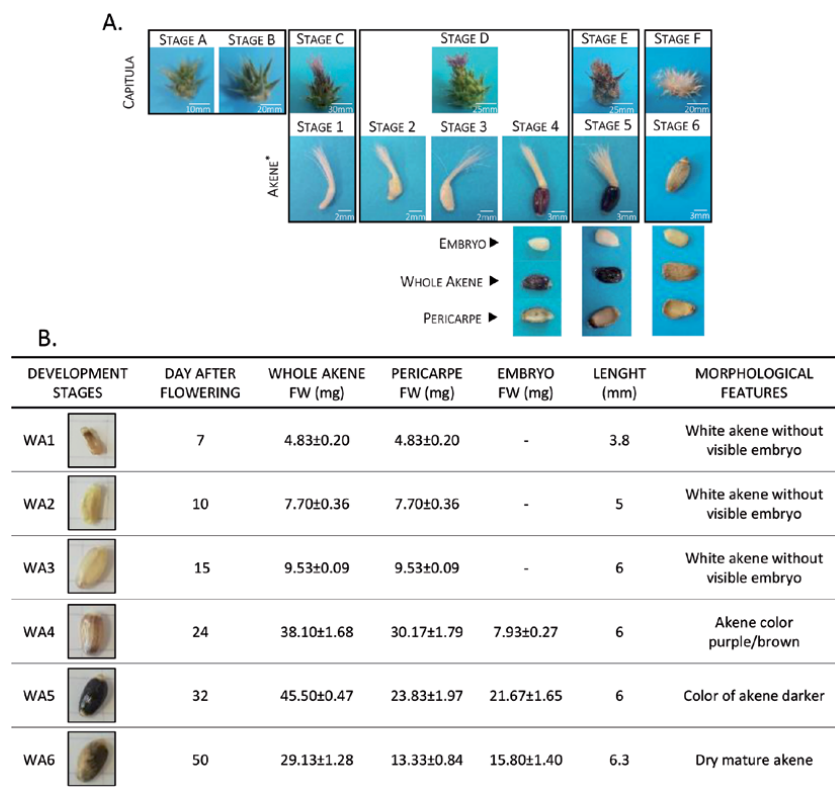 A.
STAGE A STAGE B STAGE C STAGE D STAGE E STAGE F
CAPITULA
10mm 20mm 30mm 25mm 25mm 20mm
STAGE 1 STAGE 2 STAGE 3 STAGE 4 STAGE 5 STAGE 6
AKENE*
2mm 2mm 2mm 3mm 3mm 3mm
EMBRYO ►
WHOLE AKENE ►
PERICARPE ►
B.
DEVELOPMENT DAY AFTER WHOLE AKENE PERICARPE EMBRYO LENGHT MORPHOLOGICAL
STAGES FLOWERING FW (mg) FW (mg) FW (mg) (mm) FEATURES
WA1 7 4.83±0.20 4.83±0.20 - 3.8 White akene without
visible embryo
WA2 10 7.70±0.36 7.70±0.36 - 5 White akene without
visible embryo
WA3 15 9.53±0.09 9.53±0.09 - 6 White akene without
visible embryo
WA4 24 38.10±1.68 30.17±1.79 7.93±0.27 6 Akene color
purple/brown
WA5 32 45.50±0.47 23.83±1.97 21.67±1.65 6 Color of akene darker
WA6 50 29.13±1.28 13.33±0.84 15.80±1.40 6.3 Dry mature akene